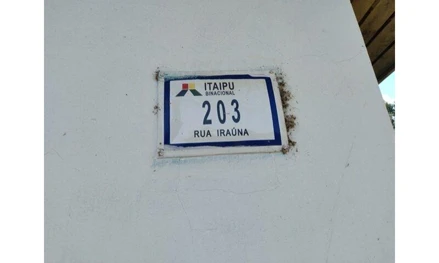 ITAIPU
BINACIONAL
203
RUA IRAÚNA